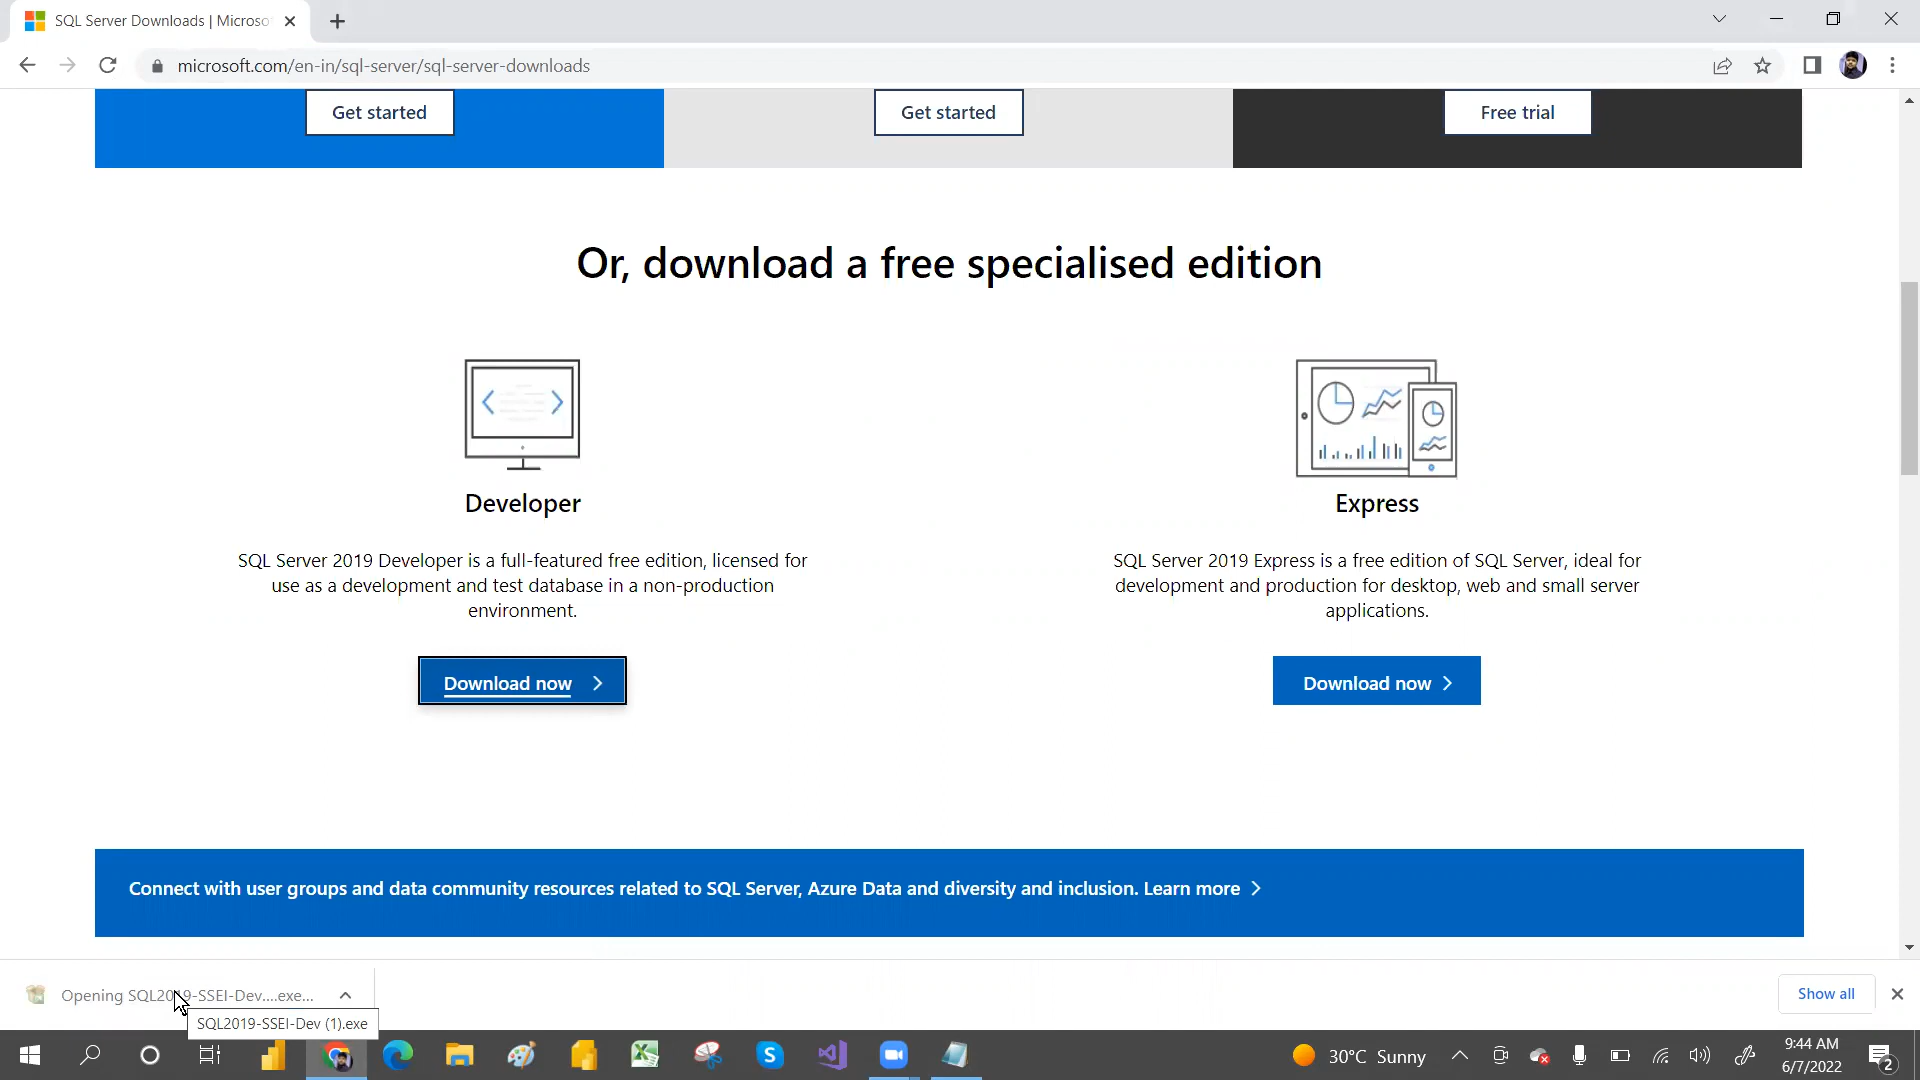 SQL Server Downloads | Microso
microsoft.com/en-in/sql-server/sql-server-downloads
Get started
Get started
Free trial
Or, download a free specialised edition
Developer
SQL Server 2019 Developer is a full-featured free edition, licensed for
use as a development and test database in a non-production
environment.
Download now
Express
SQL Server 2019 Express is a free edition of SQL Server, ideal for
development and production for desktop, web and small server
applications.
Download now
Connect with user groups and data community resources related to SQL Server, Azure Data and diversity and inclusion. Learn more
Opening SQL2019-SSEI-Dev....exe...
Show all
SQL2019-SSEI-Dev (1).exe
30°C Sunny
9:44 AM
6/7/2022
2